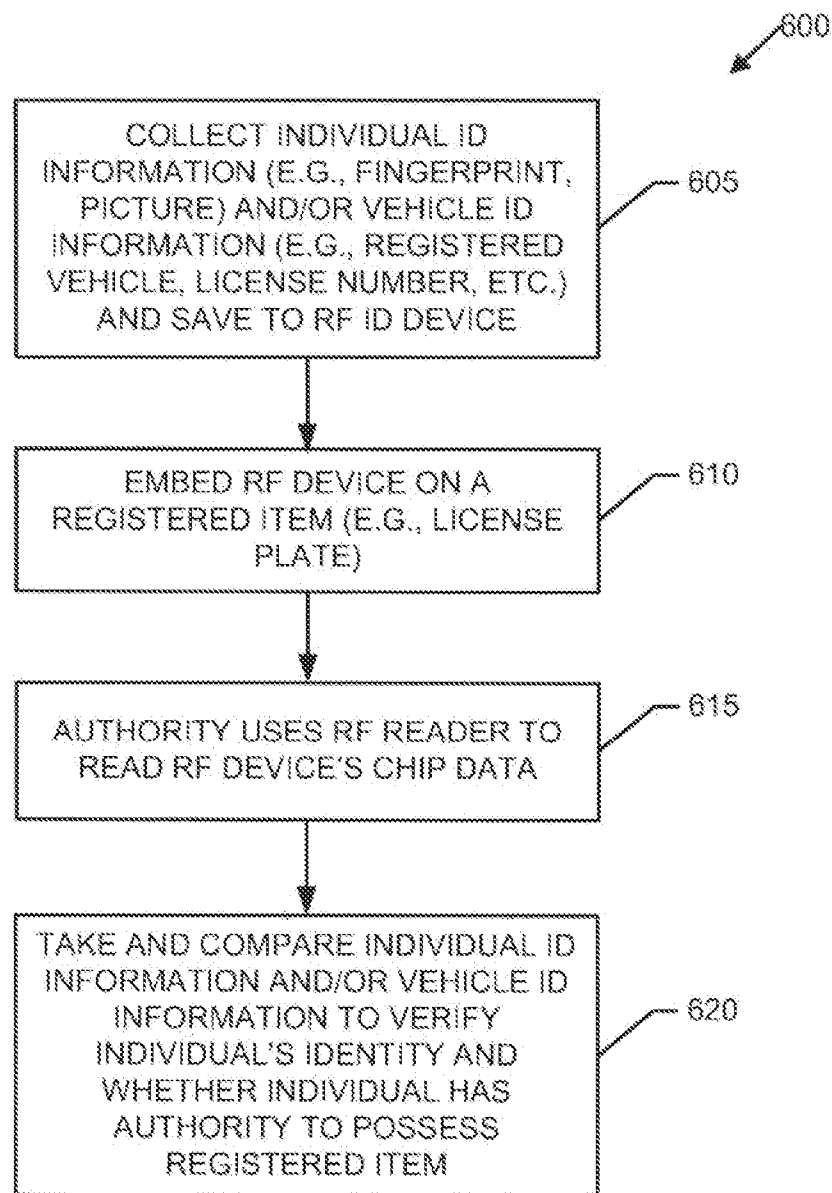 600
COLLECT INDIVIDUAL ID
INFORMATION (E.G., FINGERPRINT,
PICTURE) AND/OR VEHICLE ID
INFORMATION (E.G., REGISTERED
VEHICLE, LICENSE NUMBER, ETC.)
AND SAVE TO RF ID DEVICE
605
EMBED RF DEVICE ON A
REGISTERED ITEM (E.G., LICENSE
PLATE)
610
AUTHORITY USES RF READER TO
READ RF DEVICE'S CHIP DATA
615
TAKE AND COMPARE INDIVIDUAL ID
INFORMATION AND/OR VEHICLE ID
INFORMATION TO VERIFY
INDIVIDUAL'S IDENTITY AND
WHETHER INDIVIDUAL HAS
AUTHORITY TO POSSESS
REGISTERED ITEM
620